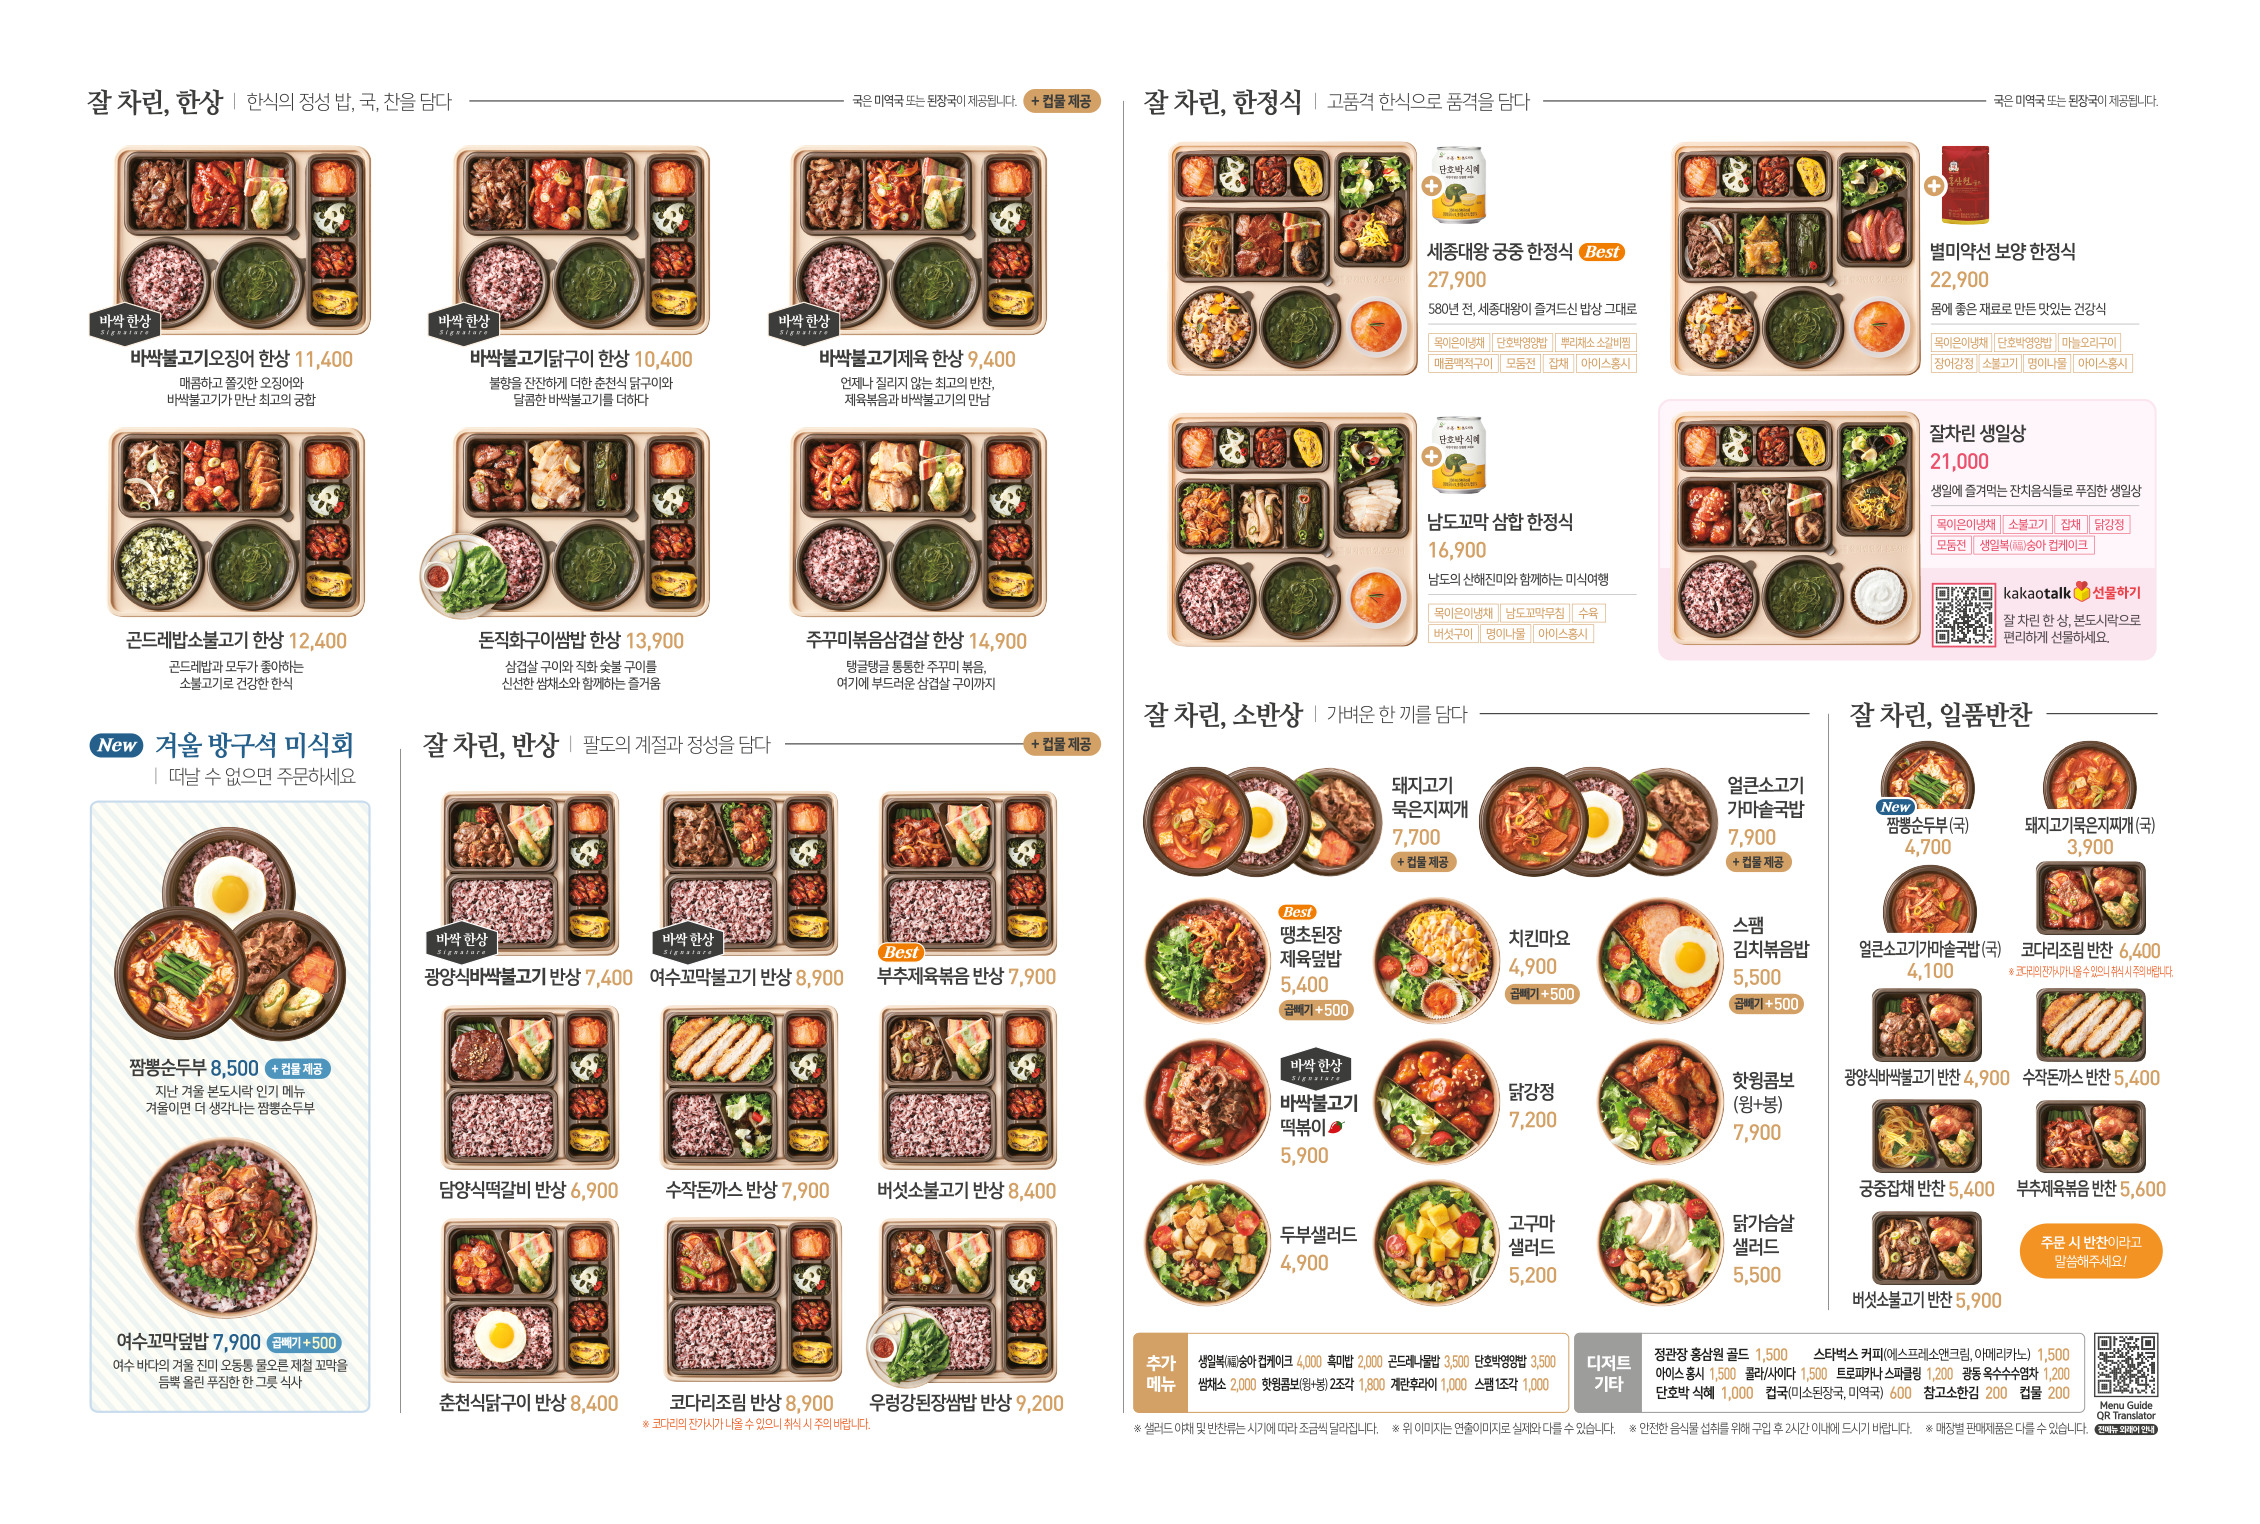 잘 차린, 한상 | 한식의 정성 밥, 국, 찬을 담다
국은 미역국 또는 된장국이 제공됩니다. + 컵물 제공
바싹 한상
Signature
바싹불고기오징어 한상 11,400
매콤하고 쫄깃한 오징어와
바싹불고기가 만난 최고의 궁합
바싹 한상
Signature
바싹불고기닭구이 한상 10,400
불향을 잔잔하게 더한 춘천식 닭구이와
달콤한 바싹불고기를 더하다
바싹 한상
Signature
바싹불고기제육 한상 9,400
언제나 질리지 않는 최고의 반찬,
제육볶음과 바싹불고기의 만남
곤드레밥소불고기 한상 12,400
곤드레밥과 모두가 좋아하는
소불고기로 건강한 한식
돈직화구이쌈밥 한상 13,900
삼겹살 구이와 직화 숯불 구이를
신선한 쌈채소와 함께하는 즐거움
주꾸미볶음삼겹살 한상 14,900
탱글탱글 통통한 주꾸미 볶음,
여기에 부드러운 삼겹살 구이까지
New 겨울 방구석 미식회
| 떠날 수 없으면 주문하세요
짬뽕순두부 8,500 + 컵물 제공
지난 겨울 본도시락 인기 메뉴
겨울이면 더 생각나는 짬뽕순두부
여수꼬막덮밥 7,900 곱빼기+500
여수 바다의 겨울 진미 오동통 물오른 제철 꼬막을
듬뿍 올린 푸짐한 한 그릇 식사
잘 차린, 반상 | 팔도의 계절과 정성을 담다
+ 컵물 제공
바싹 한상
Signature
광양식바싹불고기 반상 7,400
바싹 한상
Signature
여수꼬막불고기 반상 8,900
Best
부추제육볶음 반상 7,900
담양식떡갈비 반상 6,900
수작돈까스 반상 7,900
버섯소불고기 반상 8,400
춘천식닭구이 반상 8,400
코다리조림 반상 8,900
※ 코다리의 잔가시가 나올 수 있으니 취식 시 주의 바랍니다.
우렁강된장쌈밥 반상 9,200
잘 차린, 한정식 | 고품격 한식으로 품격을 담다
국은 미역국 또는 된장국이 제공됩니다.
단호박 식혜
세종대왕 궁중 한정식 Best
27,900
580년 전, 세종대왕이 즐겨드신 밥상 그대로
목이은이냉채 단호박영양밥 뿌리채소 소갈비찜
매콤맥적구이 모둠전 잡채 아이스홍시
홍삼원
별미약선 보양 한정식
22,900
몸에 좋은 재료로 만든 맛있는 건강식
목이은이냉채 단호박영양밥 마늘오리구이
장어강정 소불고기 명이나물 아이스홍시
단호박 식혜
남도꼬막 삼합 한정식
16,900
남도의 산해진미와 함께하는 미식여행
목이은이냉채 남도꼬막무침 수육
버섯구이 명이나물 아이스홍시
잘차린 생일상
21,000
생일에 즐겨먹는 잔치음식들로 푸짐한 생일상
목이은이냉채 소불고기 잡채 닭강정
모둠전 생일복(福)숭아 컵케이크
kakaotalk 선물하기
잘 차린 한 상, 본도시락으로
편리하게 선물하세요.
잘 차린, 소반상 | 가벼운 한 끼를 담다
돼지고기
묵은지찌개
7,700
+ 컵물 제공
얼큰소고기
가마솥국밥
7,900
+ 컵물 제공
Best
땡초된장
제육덮밥
5,400
곱빼기+500
치킨마요
4,900
곱빼기+500
스팸
김치볶음밥
5,500
곱빼기+500
바싹 한상
Signature
바싹불고기
떡볶이
5,900
닭강정
7,200
핫윙콤보
(윙+봉)
7,900
두부샐러드
4,900
고구마
샐러드
5,200
닭가슴살
샐러드
5,500
잘 차린, 일품반찬
New
짬뽕순두부(국)
4,700
돼지고기묵은지찌개(국)
3,900
얼큰소고기가마솥국밥(국)
4,100
코다리조림 반찬 6,400
※ 코다리의 잔가시가 나올 수 있으니 취식 시 주의 바랍니다.
광양식바싹불고기 반찬 4,900
수작돈까스 반찬 5,400
궁중잡채 반찬 5,400
부추제육볶음 반찬 5,600
버섯소불고기 반찬 5,900
주문 시 반찬이라고
말씀해주세요!
추가
메뉴
생일복(福)숭아 컵케이크 4,000 흑미밥 2,000 곤드레나물밥 3,500 단호박영양밥 3,500
쌈채소 2,000 핫윙콤보(윙+봉) 2조각 1,800 계란후라이 1,000 스팸 1조각 1,000
디저트
기타
정관장 홍삼원 골드 1,500 스타벅스 커피(에스프레소앤크림, 아메리카노) 1,500
아이스 홍시 1,500 콜라/사이다 1,500 트로피카나 스파클링 1,200 광동 옥수수수염차 1,200
단호박 식혜 1,000 컵국(미소된장국, 미역국) 600 참고소한김 200 컵물 200
Menu Guide
QR Translator
전메뉴 외래어 안내
※ 샐러드 야채 및 반찬류는 시기에 따라 조금씩 달라집니다. ※ 위 이미지는 연출이미지로 실제와 다를 수 있습니다. ※ 안전한 음식물 섭취를 위해 구입 후 2시간 이내에 드시기 바랍니다. ※ 매장별 판매제품은 다를 수 있습니다.